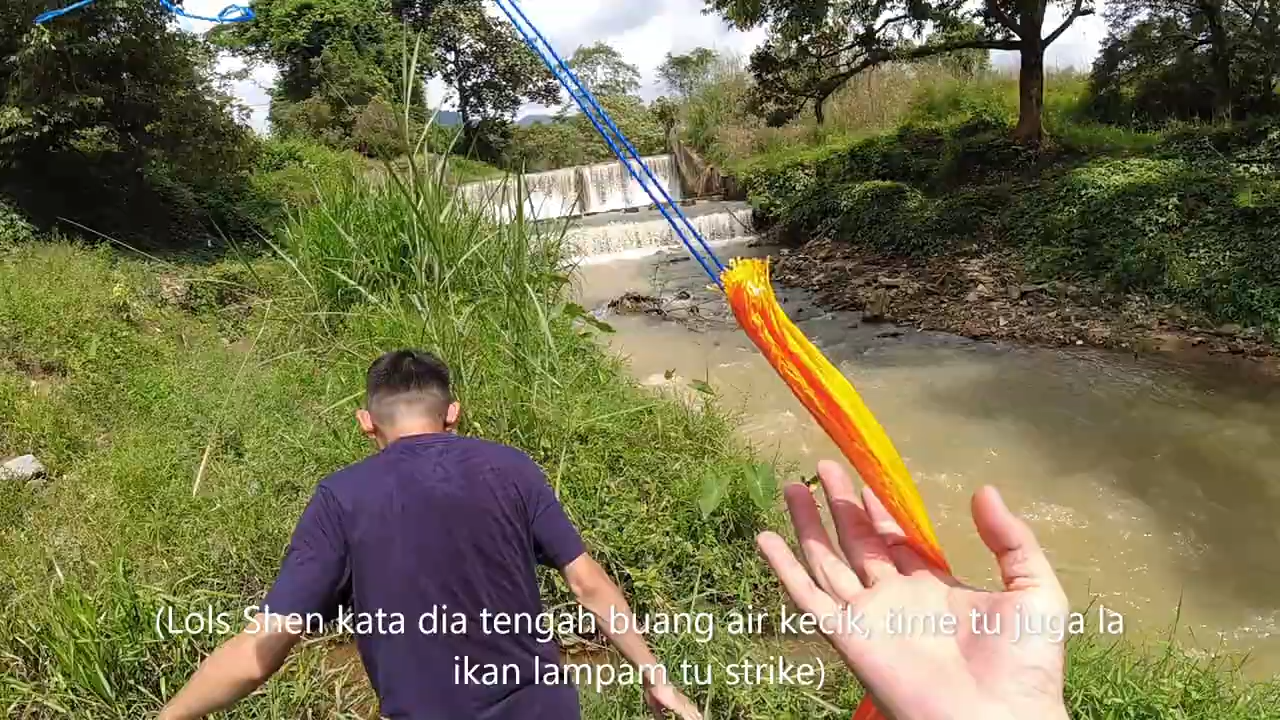 (Lols Shen kata dia tengah buang air kecik, time tu juga la
ikan lampam tu strike)